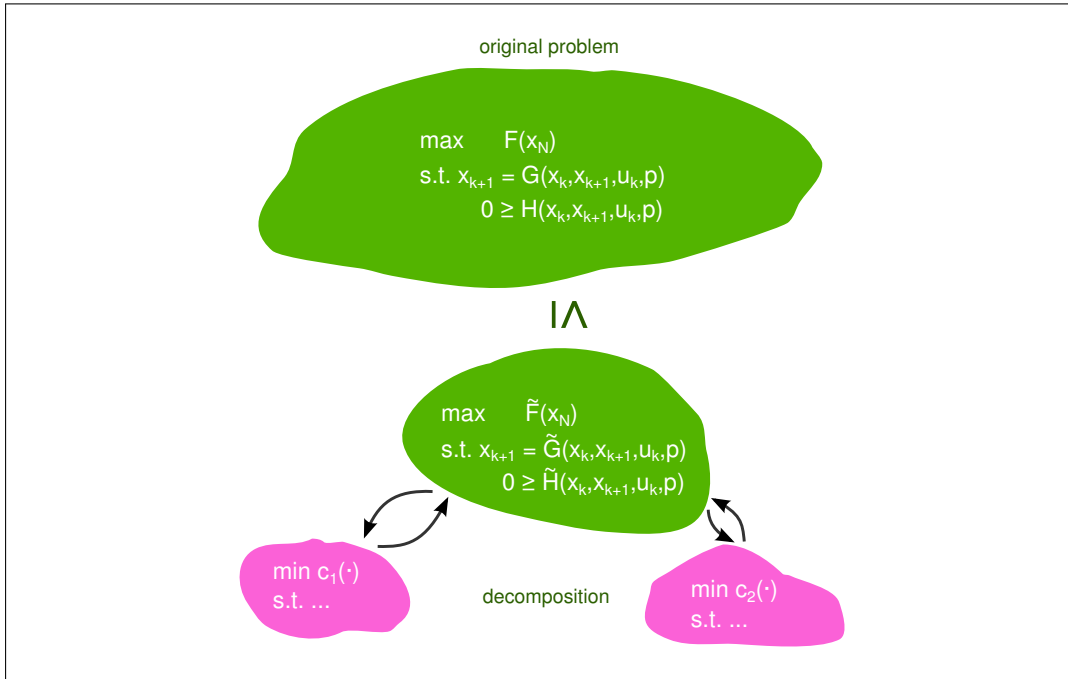 original problem
max F(x_N)
s.t. x_{k+1} = G(x_k,x_{k+1},u_k,p)
0 ≥ H(x_k,x_{k+1},u_k,p)
I∧
max F̃(x_N)
s.t. x_{k+1} = G̃(x_k,x_{k+1},u_k,p)
0 ≥ H̃(x_k,x_{k+1},u_k,p)
min c_1(·)
s.t. ...
decomposition
min c_2(·)
s.t. ...